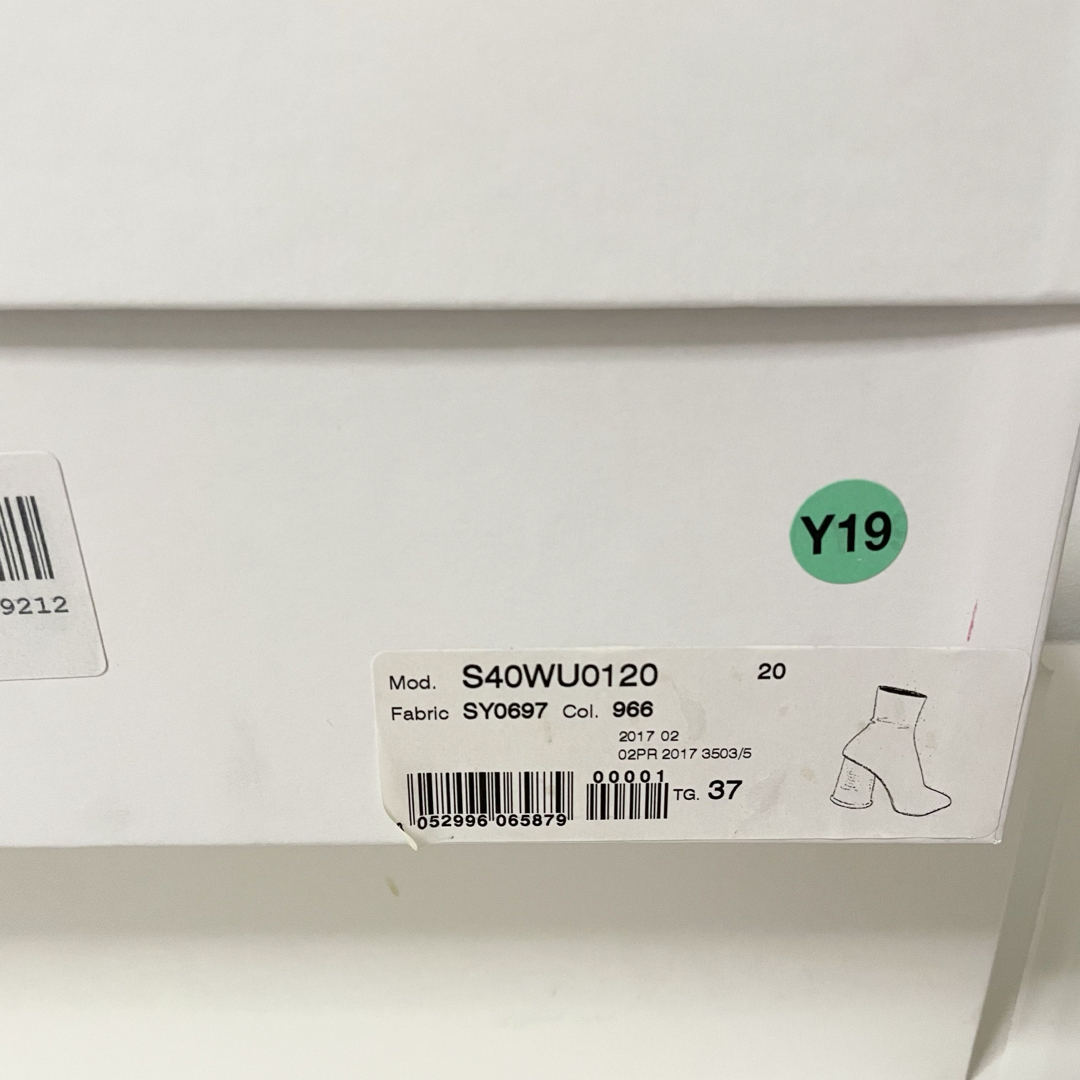 Y19
9212
Mod. S40WU0120 20
Fabric SY0697 Col. 966
2017 02
02PR 2017 3503/5
00001
TG. 37
052996 065879